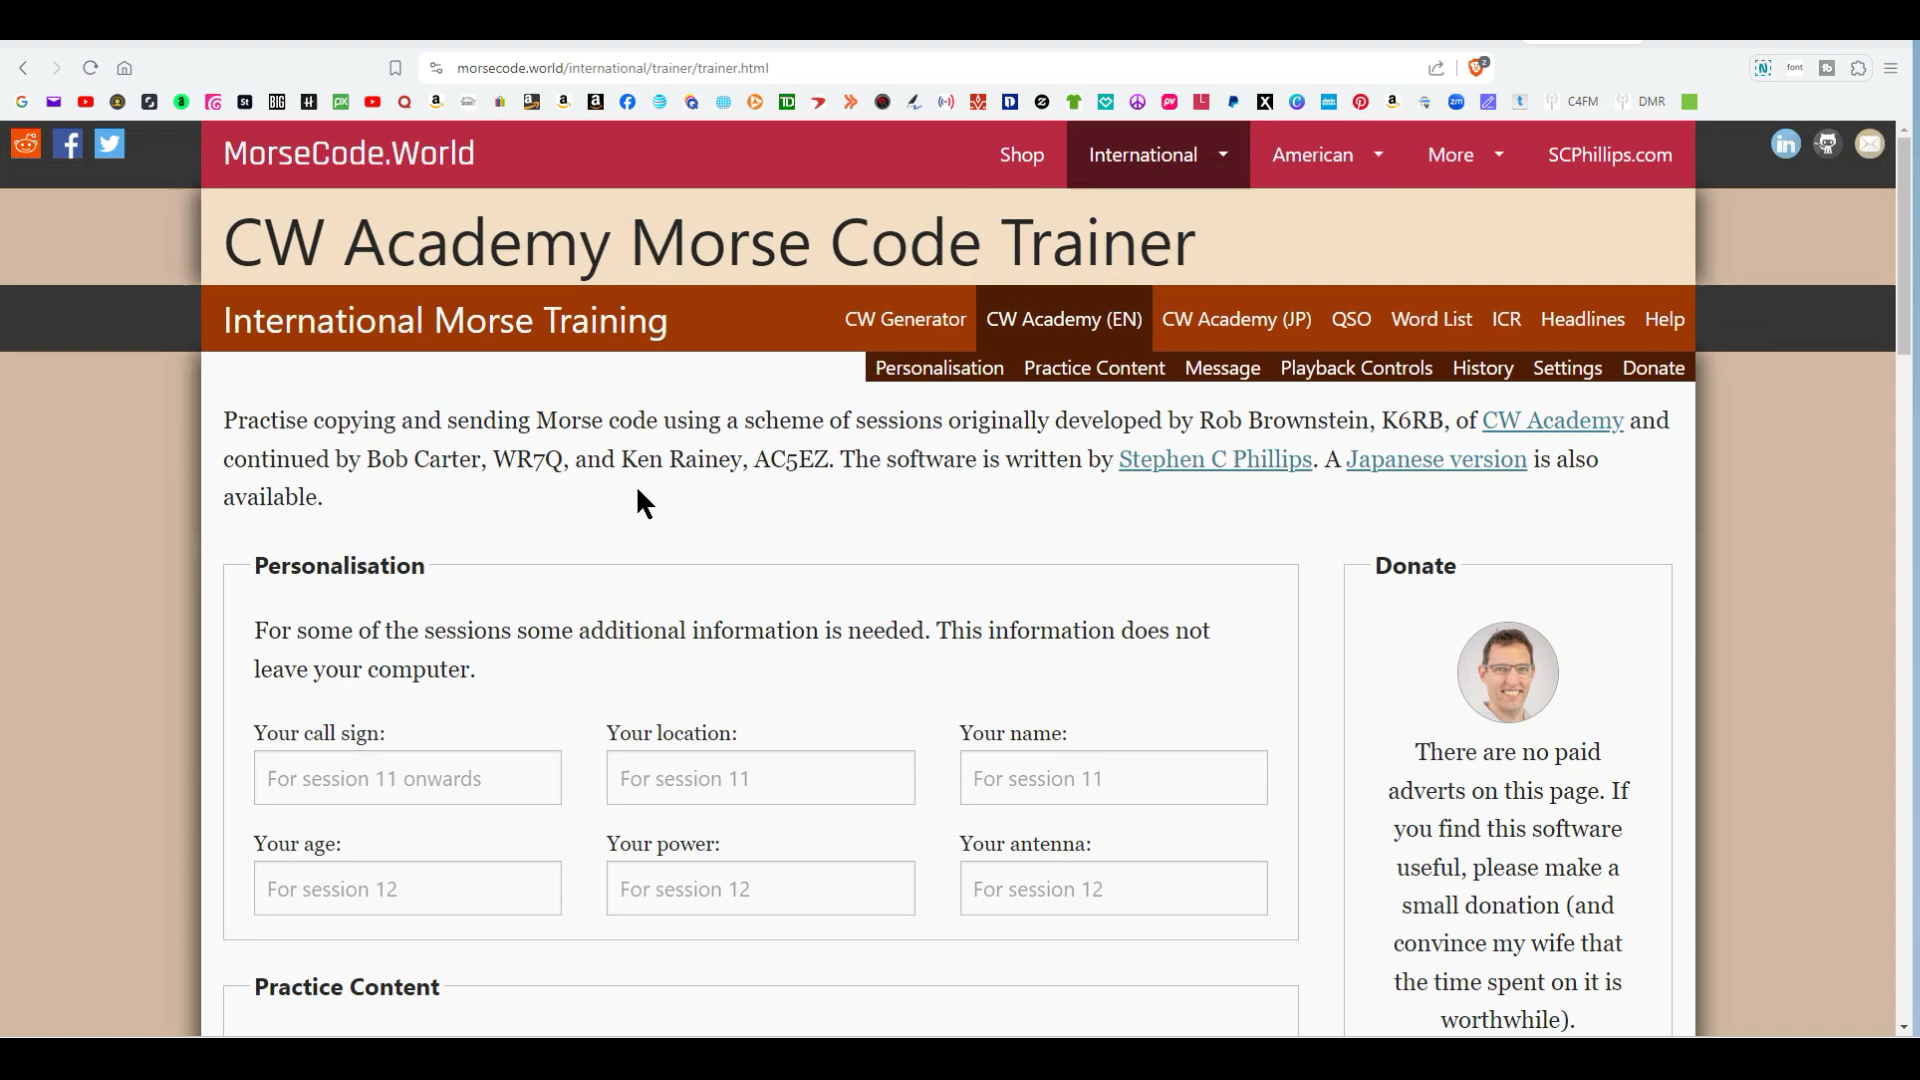 morsecode.world/international/trainer/trainer.html
2
font
C4FM DMR
MorseCode.World
Shop International American More SCPhillips.com
CW Academy Morse Code Trainer
International Morse Training
CW Generator CW Academy (EN) CW Academy (JP) QSO Word List ICR Headlines Help
Personalisation Practice Content Message Playback Controls History Settings Donate
Practise copying and sending Morse code using a scheme of sessions originally developed by Rob Brownstein, K6RB, of CW Academy and
continued by Bob Carter, WR7Q, and Ken Rainey, AC5EZ. The software is written by Stephen C Phillips. A Japanese version is also
available.
Personalisation
For some of the sessions some additional information is needed. This information does not
leave your computer.
Your call sign: Your location: Your name:
For session 11 onwards For session 11 For session 11
Your age: Your power: Your antenna:
For session 12 For session 12 For session 12
Practice Content
Donate
There are no paid
adverts on this page. If
you find this software
useful, please make a
small donation (and
convince my wife that
the time spent on it is
worthwhile).